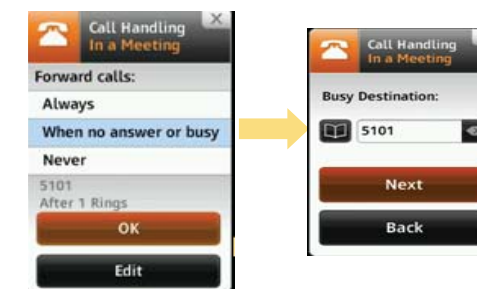 Call Handling
In a Meeting
Forward calls:
Always
When no answer or busy
Never
5101
After 1 Rings
OK
Edit
Call Handling
In a Meeting
Busy Destination:
5101
Next
Back